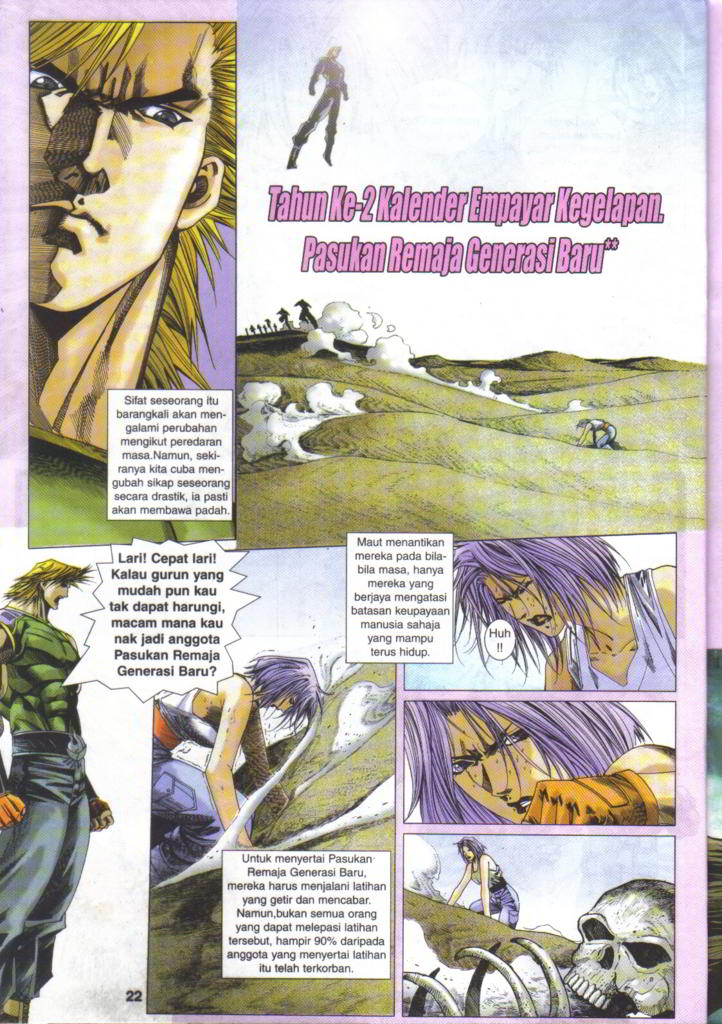 Tahun Ke-2 Kalender Empayar Kegelapan.
Pasukan Remaja Generasi Baru**
Sifat seseorang itu
barangkali akan men-
galami perubahan
mengikut peredaran
masa.Namun, seki-
ranya kita cuba men-
gubah sikap seseorang
secara drastik, ia pasti
akan membawa padah.
Lari! Cepat lari!
Kalau gurun yang
mudah pun kau
tak dapat harungi,
macam mana kau
nak jadi anggota
Pasukan Remaja
Generasi Baru?
Maut menantikan
mereka pada bila-
bila masa, hanya
mereka yang
berjaya mengatasi
batasan keupayaan
manusia sahaja
yang mampu
terus hidup.
Huh
!!
Untuk menyertai Pasukan
Remaja Generasi Baru,
mereka harus menjalani latihan
yang getir dan mencabar.
Namun,bukan semua orang
yang dapat melepasi latihan
tersebut, hampir 90% daripada
anggota yang menyertai latihan
itu telah terkorban.
22